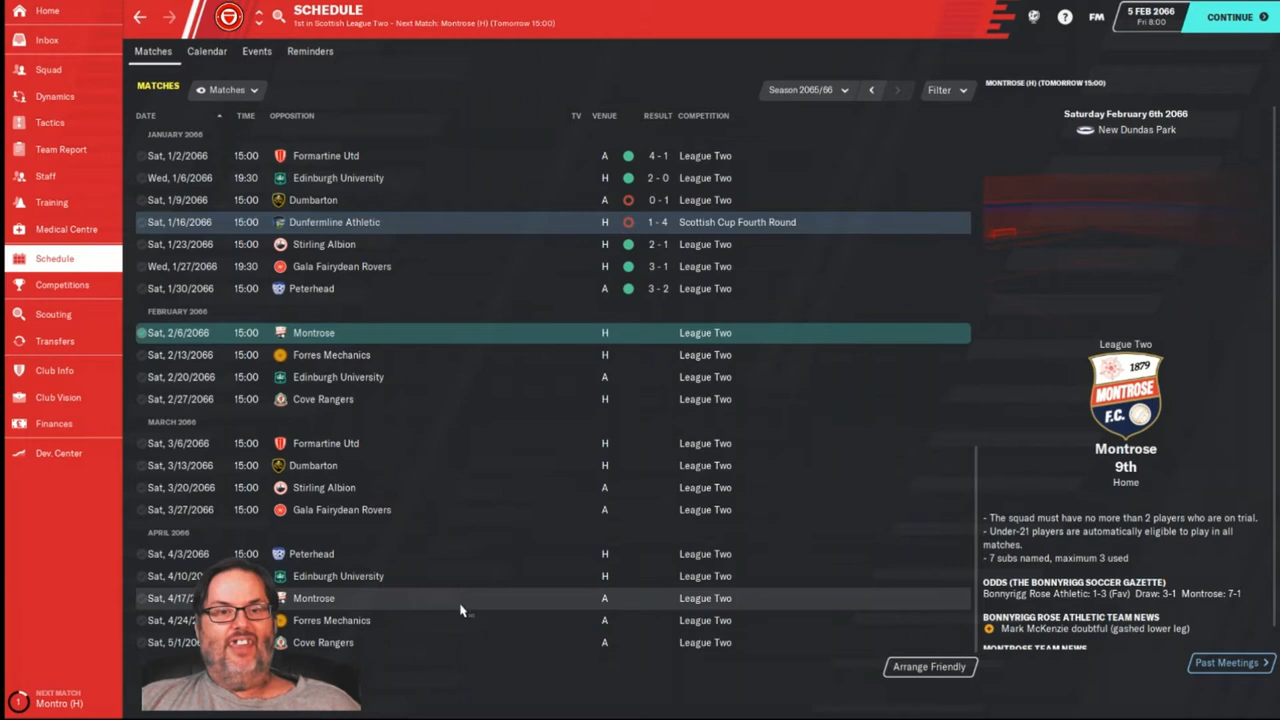 Home
Inbox
Squad
Dynamics
Tactics
Team Report
Staff
Training
Medical Centre
Schedule
Competitions
Scouting
Transfers
Club Info
Club Vision
Finances
Dev. Center
1 NEXT MATCH
Montro (H)
SCHEDULE
1st in Scottish League Two - Next Match: Montrose (H) (Tomorrow 15:00)
? FM 5 FEB 2066
Fri 8:00
CONTINUE
Matches Calendar Events Reminders
MATCHES Matches Season 2065/66 Filter
DATE TIME OPPOSITION TV VENUE RESULT COMPETITION
JANUARY 2066
Sat, 1/2/2066 15:00 Formartine Utd A 4 - 1 League Two
Wed, 1/6/2066 19:30 Edinburgh University H 2 - 0 League Two
Sat, 1/9/2066 15:00 Dumbarton A 0 - 1 League Two
Sat, 1/16/2066 15:00 Dunfermline Athletic H 1 - 4 Scottish Cup Fourth Round
Sat, 1/23/2066 15:00 Stirling Albion H 2 - 1 League Two
Wed, 1/27/2066 19:30 Gala Fairydean Rovers H 3 - 1 League Two
Sat, 1/30/2066 15:00 Peterhead A 3 - 2 League Two
FEBRUARY 2066
Sat, 2/6/2066 15:00 Montrose H League Two
Sat, 2/13/2066 15:00 Forres Mechanics H League Two
Sat, 2/20/2066 15:00 Edinburgh University A League Two
Sat, 2/27/2066 15:00 Cove Rangers H League Two
MARCH 2066
Sat, 3/6/2066 15:00 Formartine Utd H League Two
Sat, 3/13/2066 15:00 Dumbarton H League Two
Sat, 3/20/2066 15:00 Stirling Albion A League Two
Sat, 3/27/2066 15:00 Gala Fairydean Rovers A League Two
APRIL 2066
Sat, 4/3/2066 15:00 Peterhead H League Two
Sat, 4/10/20 Edinburgh University H League Two
Sat, 4/17/2 Montrose A League Two
Sat, 4/24/ Forres Mechanics A League Two
Sat, 5/1/20 Cove Rangers A League Two
Arrange Friendly
MONTROSE (H) (TOMORROW 15:00)
Saturday February 6th 2066
New Dundas Park
League Two
1879
MONTROSE
F.C.
Montrose
9th
Home
- The squad must have no more than 2 players who are on trial.
- Under-21 players are automatically eligible to play in all
matches.
- 7 subs named, maximum 3 used
ODDS (THE BONNYRIGG SOCCER GAZETTE)
Bonnyrigg Rose Athletic: 1-3 (Fav) Draw: 3-1 Montrose: 7-1
BONNYRIGG ROSE ATHLETIC TEAM NEWS
Mark McKenzie doubtful (gashed lower leg)
MONTROSE TEAM NEWS
Past Meetings